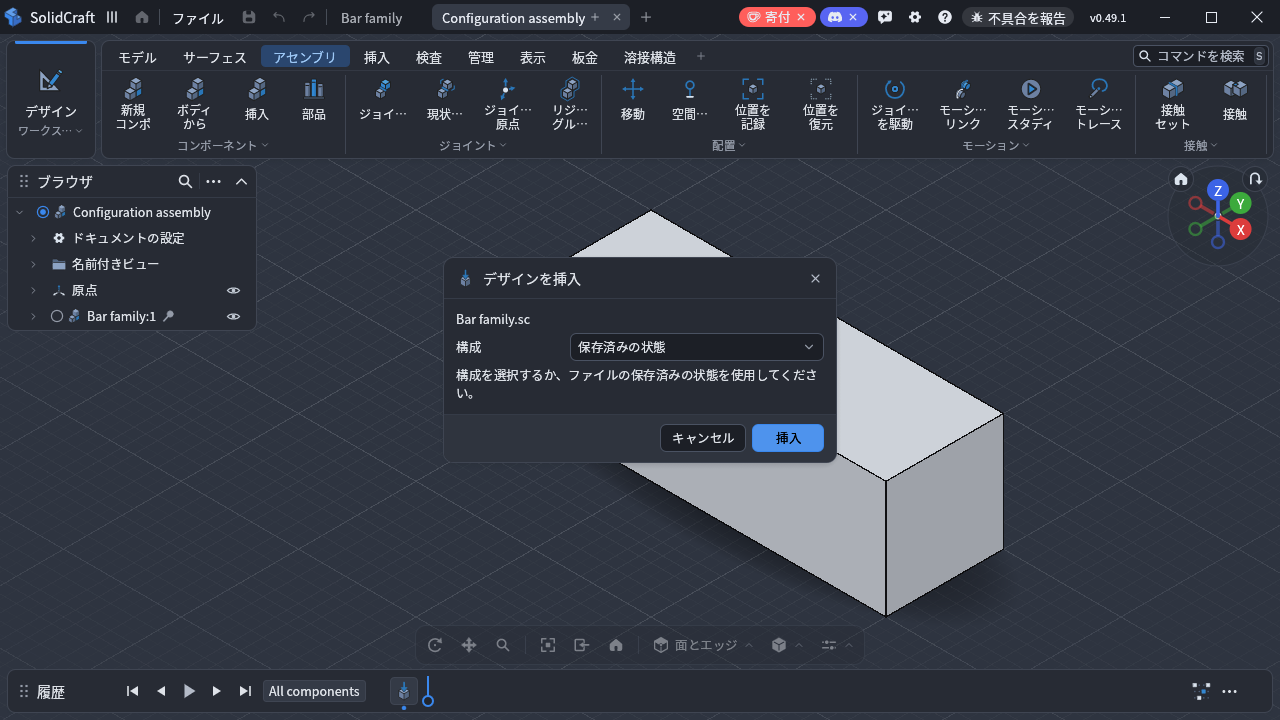 SolidCraft
ファイル
Bar family
Configuration assembly
寄付
不具合を報告
v0.49.1
デザイン
ワークス…
モデル
サーフェス
アセンブリ
挿入
検査
管理
表示
板金
溶接構造
コマンドを検索
S
新規
コンポ
ボディ
から
挿入
部品
コンポーネント
ジョイ…
現状…
ジョイ…
原点
リジ…
グル…
ジョイント
移動
空間…
位置を
記録
位置を
復元
配置
ジョイ…
を駆動
モーシ…
リンク
モーシ…
スタディ
モーシ…
トレース
モーション
接触
セット
接触
接触
ブラウザ
Configuration assembly
ドキュメントの設定
名前付きビュー
原点
Bar family:1
Z
Y
X
デザインを挿入
Bar family.sc
構成
保存済みの状態
構成を選択するか、ファイルの保存済みの状態を使用してくださ
い。
キャンセル
挿入
面とエッジ
履歴
All components